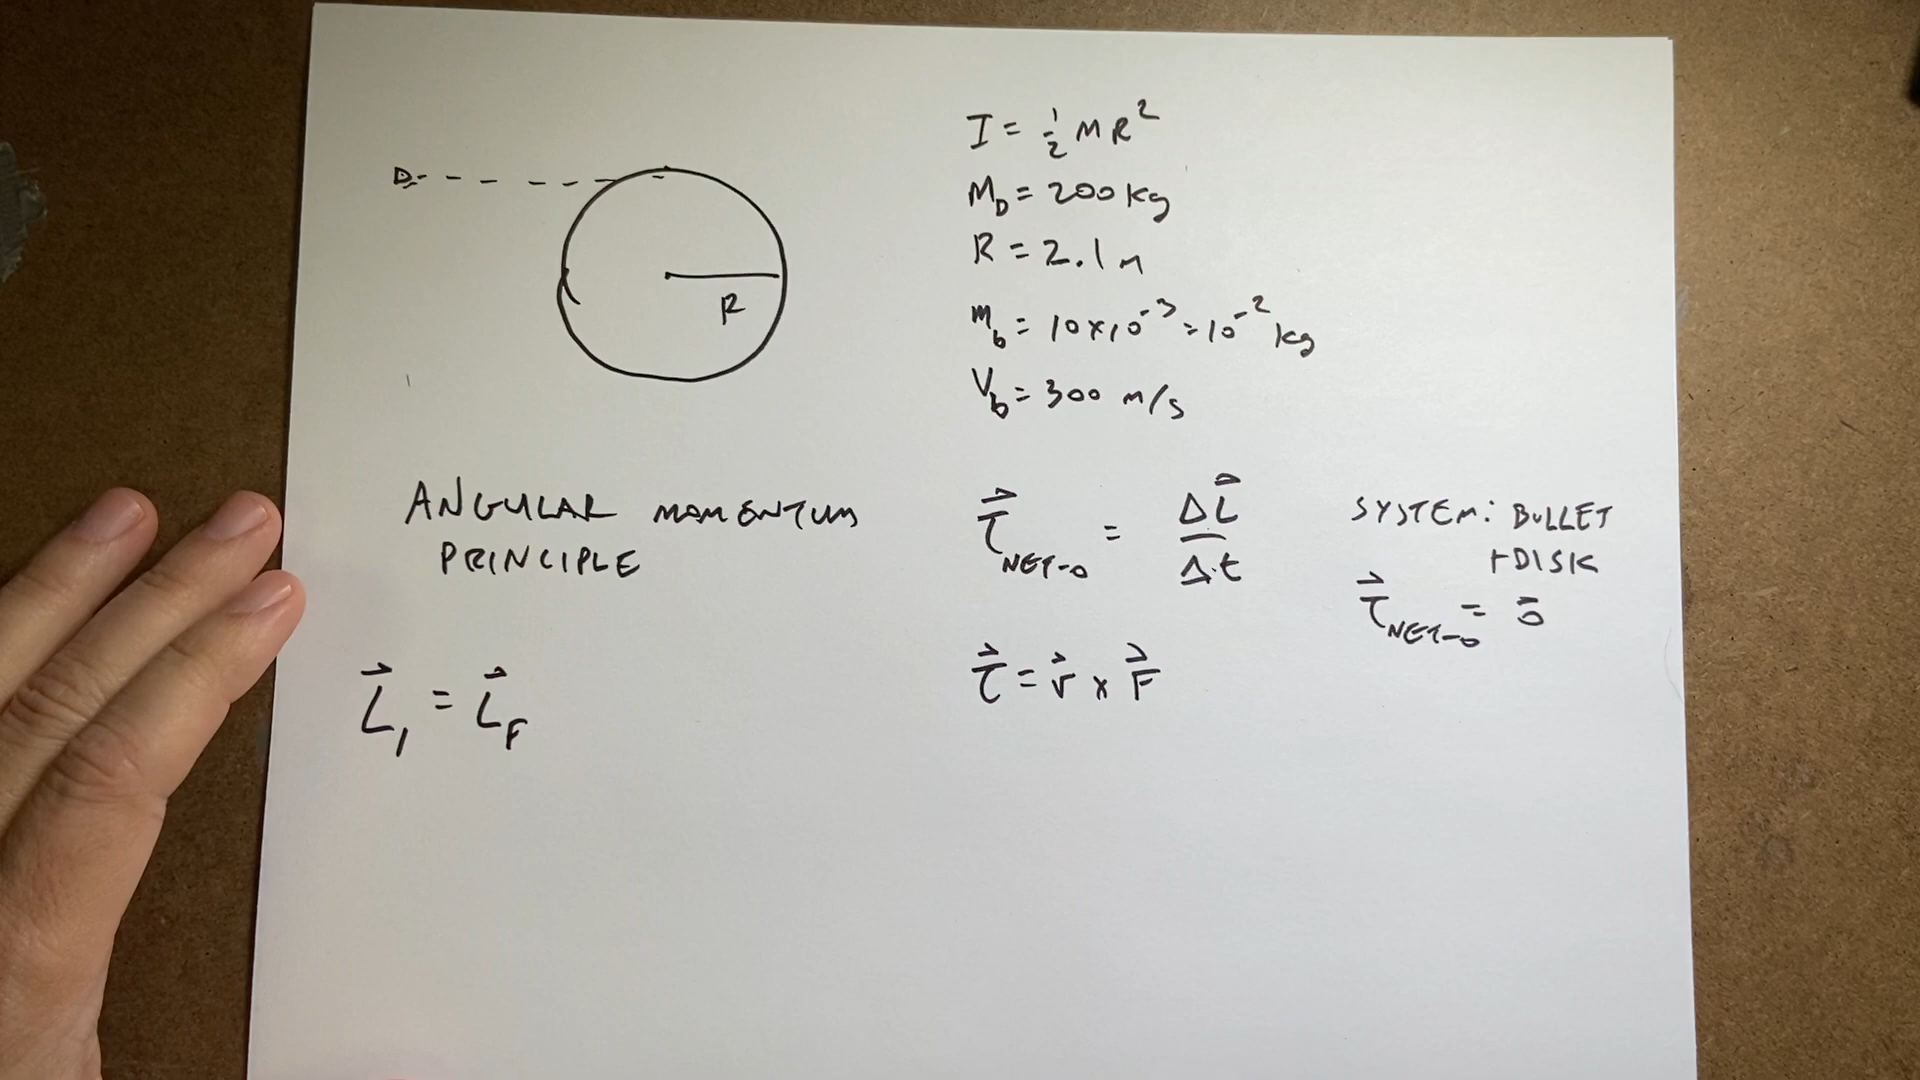 I = ½ M R²
M_D = 200 kg
R = 2.1 m
m_b = 10×10⁻³ = 10⁻² kg
V_b = 300 m/s
R
ANGULAR MOMENTUM
PRINCIPLE
τ⃗_NET-O = ΔL⃗ / Δt
SYSTEM: BULLET
+DISK
τ⃗_NET-O = 0⃗
L⃗₁ = L⃗_F
τ⃗ = r⃗ × F⃗